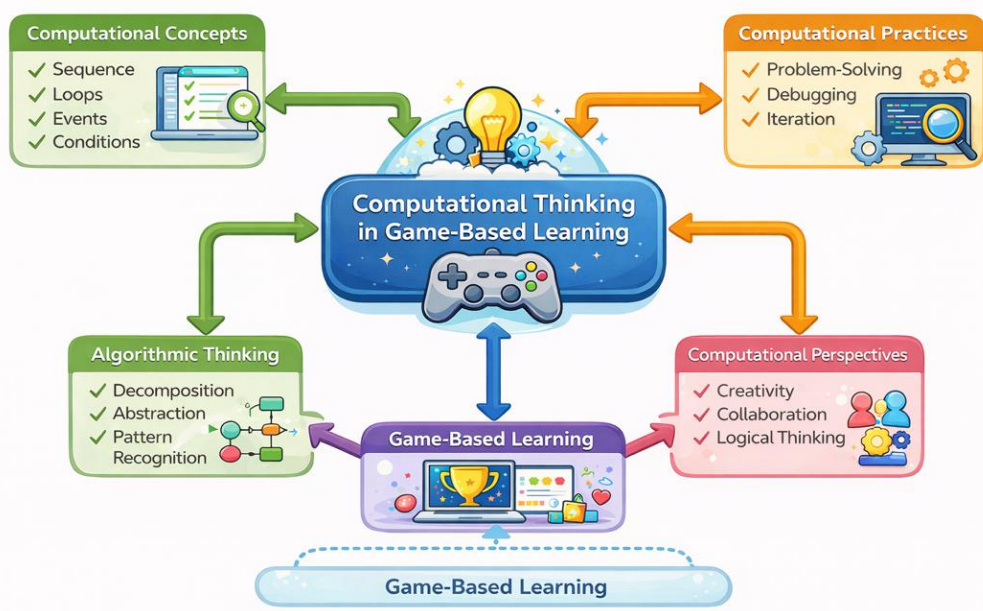 Computational Concepts
Sequence
Loops
Events
Conditions
Computational Practices
Problem-Solving
Debugging
Iteration
Computational Thinking
in Game-Based Learning
Algorithmic Thinking
Decomposition
Abstraction
Pattern
Recognition
Computational Perspectives
Creativity
Collaboration
Logical Thinking
Game-Based Learning
Game-Based Learning